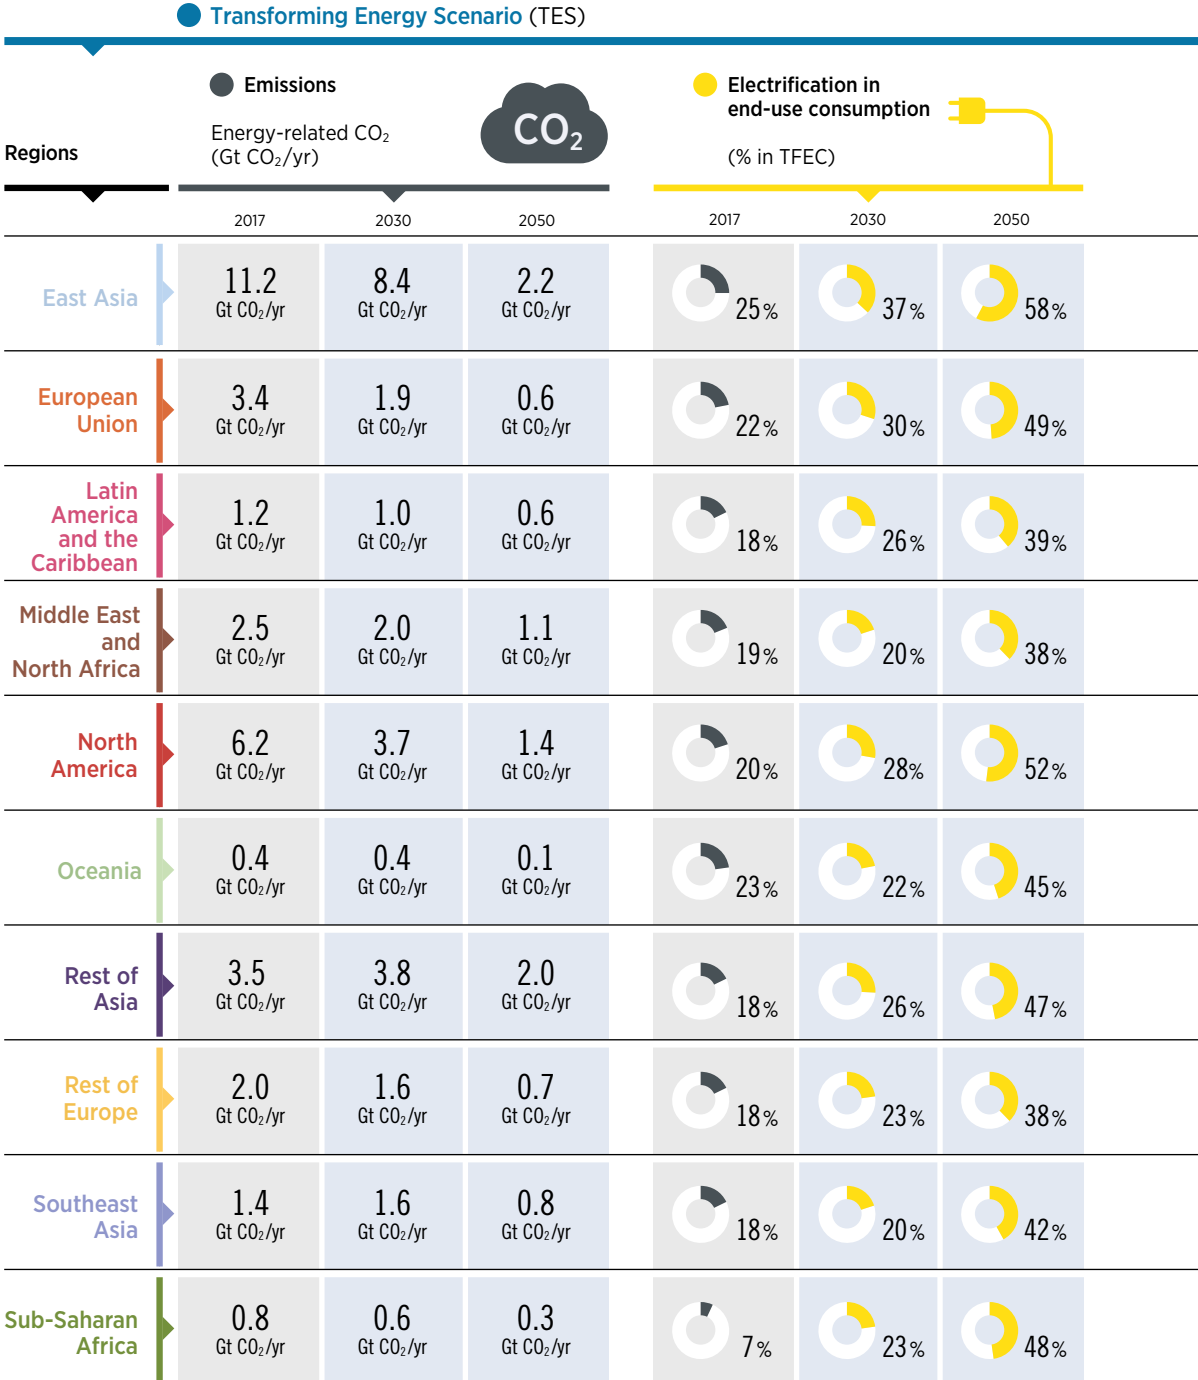 Transforming Energy Scenario (TES)
Emissions
Energy-related CO₂
(Gt CO₂/yr)
CO₂
Electrification in
end-use consumption
(% in TFEC)
Regions
2017 2030 2050 2017 2030 2050
East Asia
11.2 8.4 2.2
Gt CO₂/yr Gt CO₂/yr Gt CO₂/yr
25% 37% 58%
European
Union
3.4 1.9 0.6
Gt CO₂/yr Gt CO₂/yr Gt CO₂/yr
22% 30% 49%
Latin
America
and the
Caribbean
1.2 1.0 0.6
Gt CO₂/yr Gt CO₂/yr Gt CO₂/yr
18% 26% 39%
Middle East
and
North Africa
2.5 2.0 1.1
Gt CO₂/yr Gt CO₂/yr Gt CO₂/yr
19% 20% 38%
North
America
6.2 3.7 1.4
Gt CO₂/yr Gt CO₂/yr Gt CO₂/yr
20% 28% 52%
Oceania
0.4 0.4 0.1
Gt CO₂/yr Gt CO₂/yr Gt CO₂/yr
23% 22% 45%
Rest of
Asia
3.5 3.8 2.0
Gt CO₂/yr Gt CO₂/yr Gt CO₂/yr
18% 26% 47%
Rest of
Europe
2.0 1.6 0.7
Gt CO₂/yr Gt CO₂/yr Gt CO₂/yr
18% 23% 38%
Southeast
Asia
1.4 1.6 0.8
Gt CO₂/yr Gt CO₂/yr Gt CO₂/yr
18% 20% 42%
Sub-Saharan
Africa
0.8 0.6 0.3
Gt CO₂/yr Gt CO₂/yr Gt CO₂/yr
7% 23% 48%